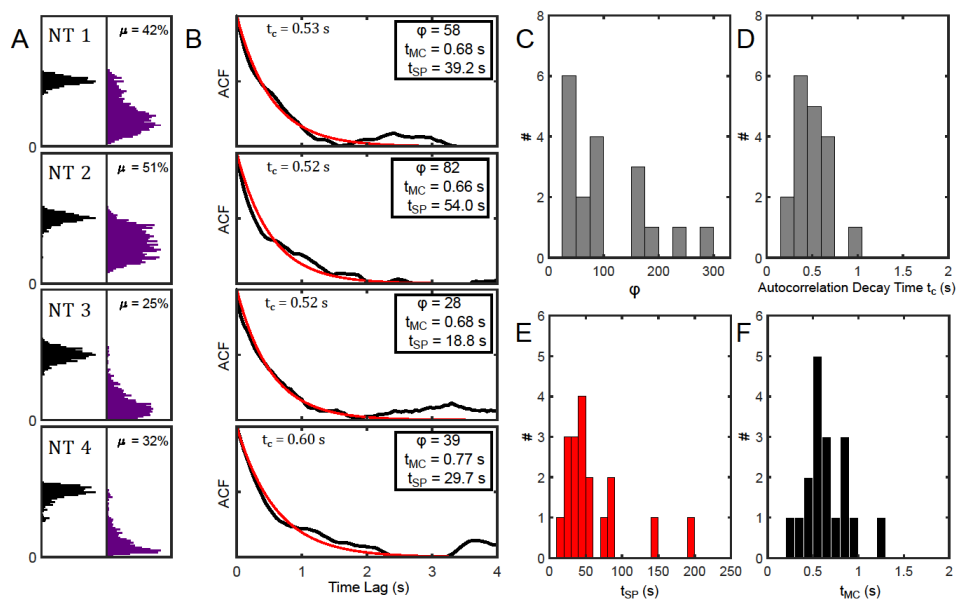 A
NT 1
μ = 42%
0
NT 2
μ = 51%
0
NT 3
μ = 25%
0
NT 4
μ = 32%
0
B
ACF
t_c = 0.53 s
φ = 58
t_MC = 0.68 s
t_SP = 39.2 s
ACF
t_c = 0.52 s
φ = 82
t_MC = 0.66 s
t_SP = 54.0 s
ACF
t_c = 0.52 s
φ = 28
t_MC = 0.68 s
t_SP = 18.8 s
ACF
t_c = 0.60 s
φ = 39
t_MC = 0.77 s
t_SP = 29.7 s
0 1 2 3 4
Time Lag (s)
C
#
8
6
4
2
0
0 100 200 300
φ
D
#
8
6
4
2
0
0 0.5 1 1.5 2
Autocorrelation Decay Time t_c (s)
E
#
6
5
4
3
2
1
0
0 50 100 150 200 250
t_SP (s)
F
#
6
5
4
3
2
1
0
0 0.5 1 1.5 2
t_MC (s)